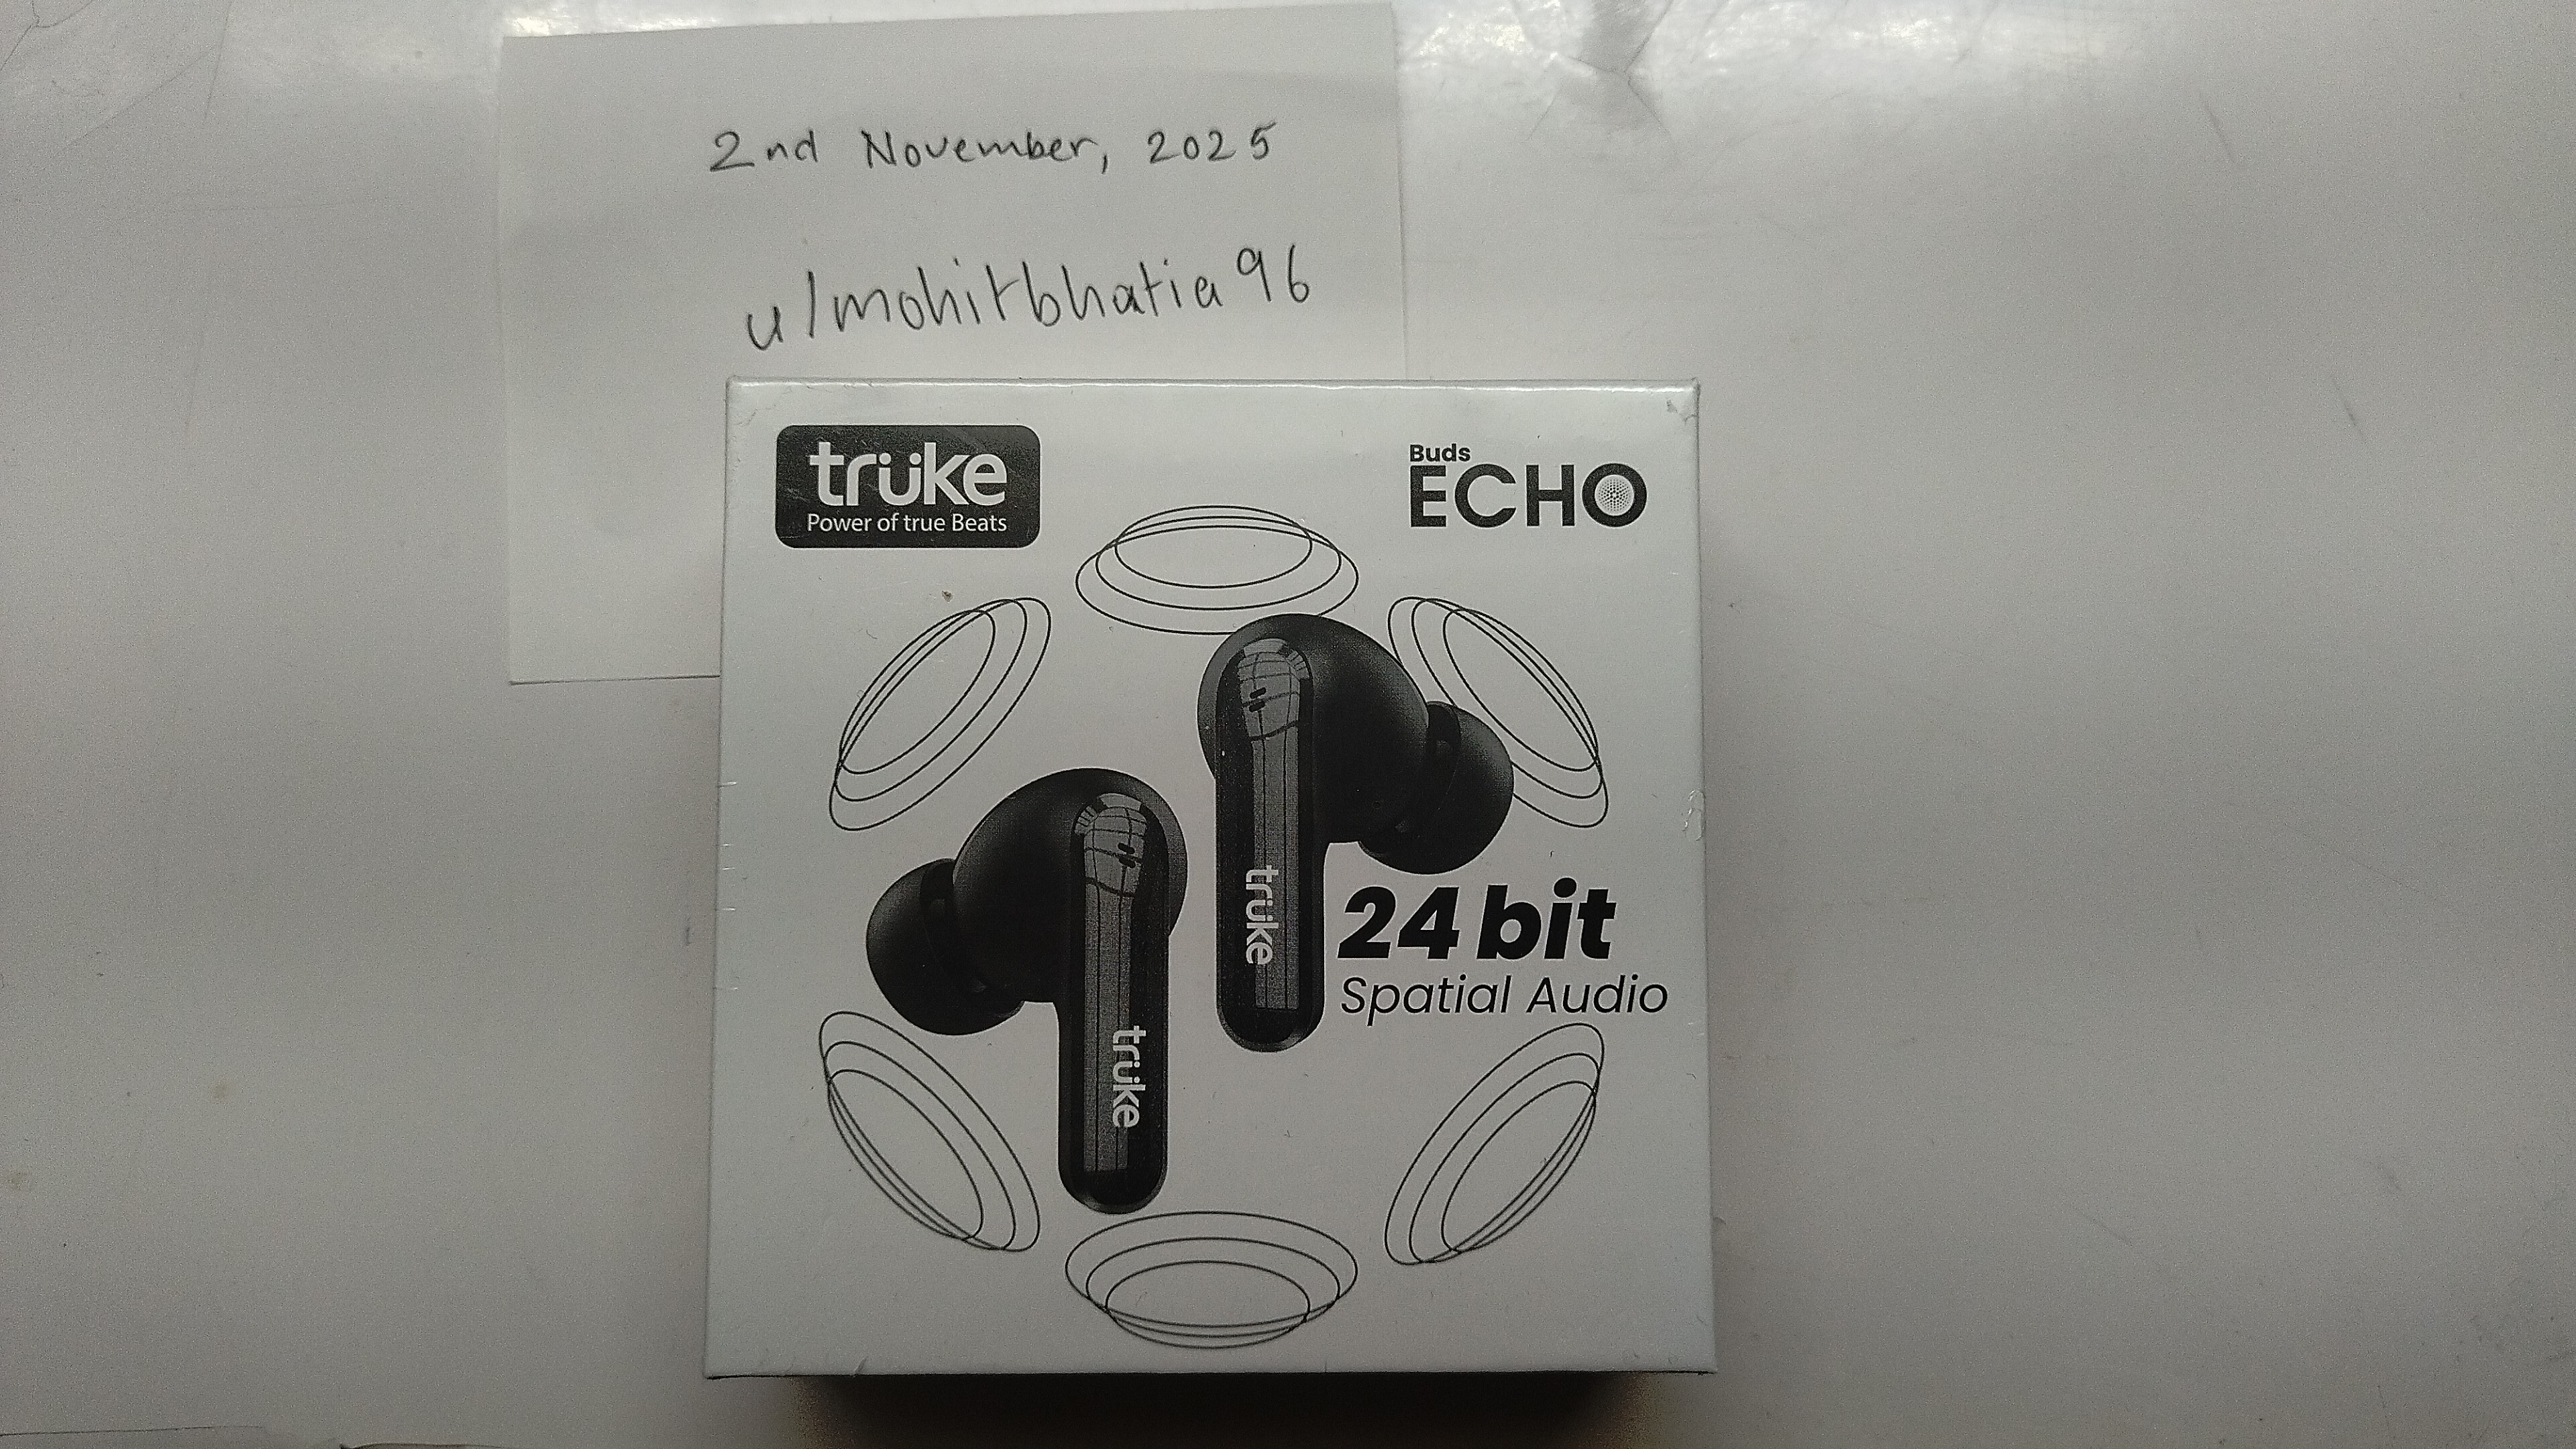 2nd November, 2025
u/mohitbhatia96
trüke
Power of true Beats
Buds
ECHO
trüke
24 bit
Spatial Audio
trüke